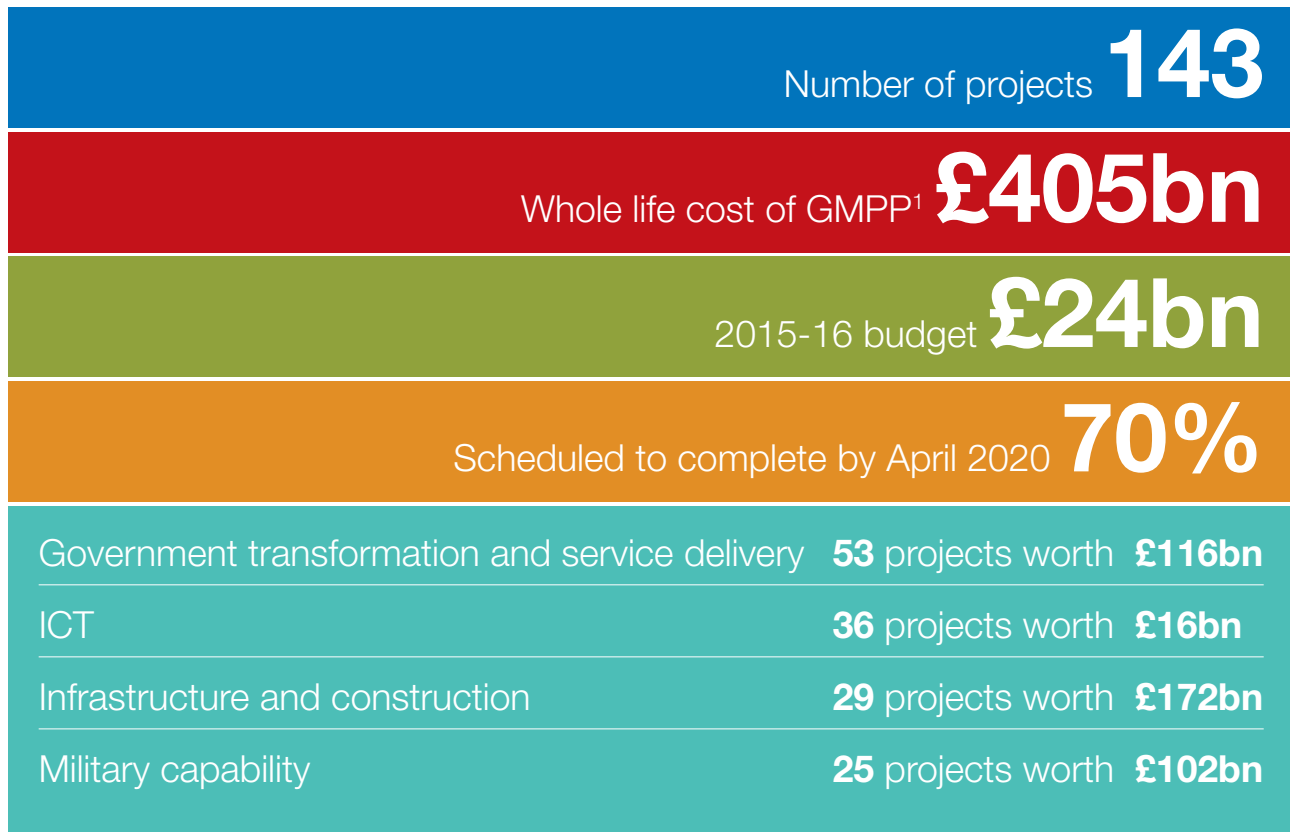 Number of projects 143
Whole life cost of GMPP¹ £405bn
2015-16 budget £24bn
Scheduled to complete by April 2020 70%
Government transformation and service delivery 53 projects worth £116bn
ICT 36 projects worth £16bn
Infrastructure and construction 29 projects worth £172bn
Military capability 25 projects worth £102bn